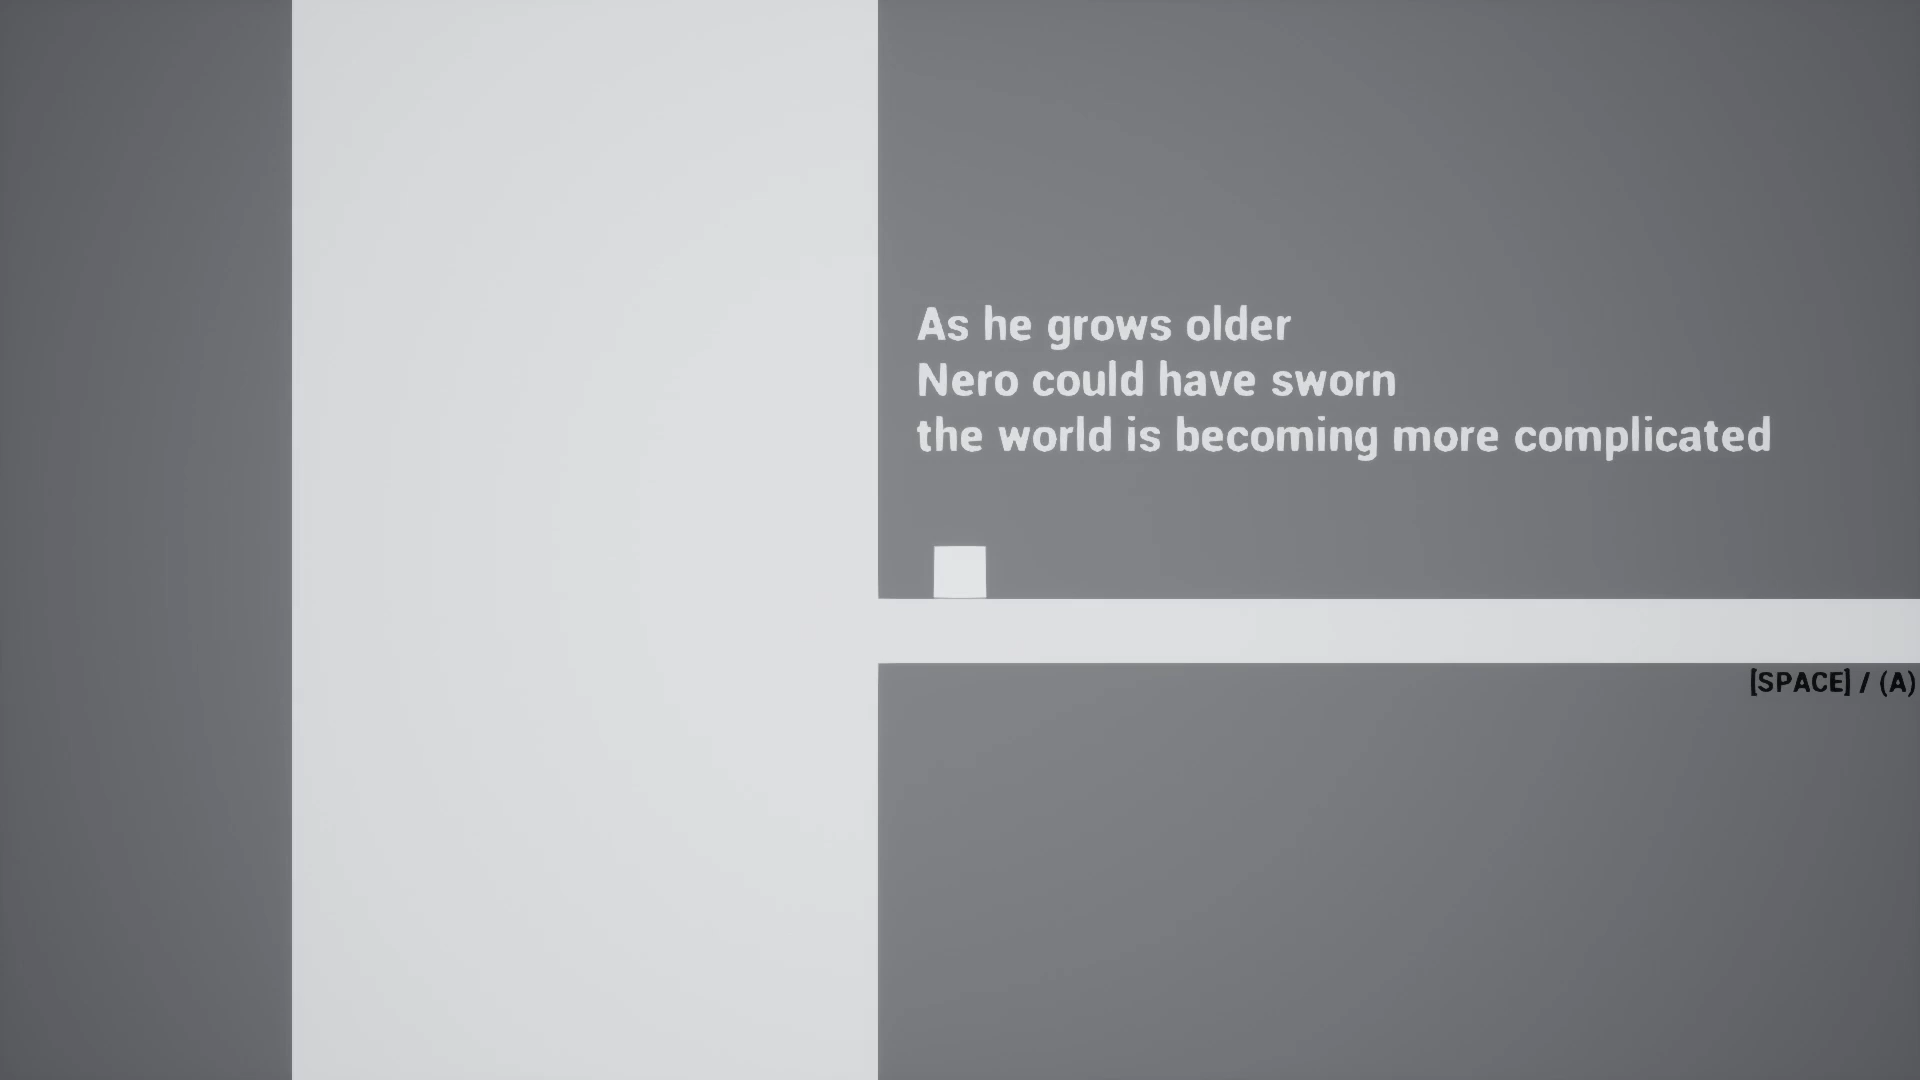 As he grows older
Nero could have sworn
the world is becoming more complicated
[SPACE] / (A)